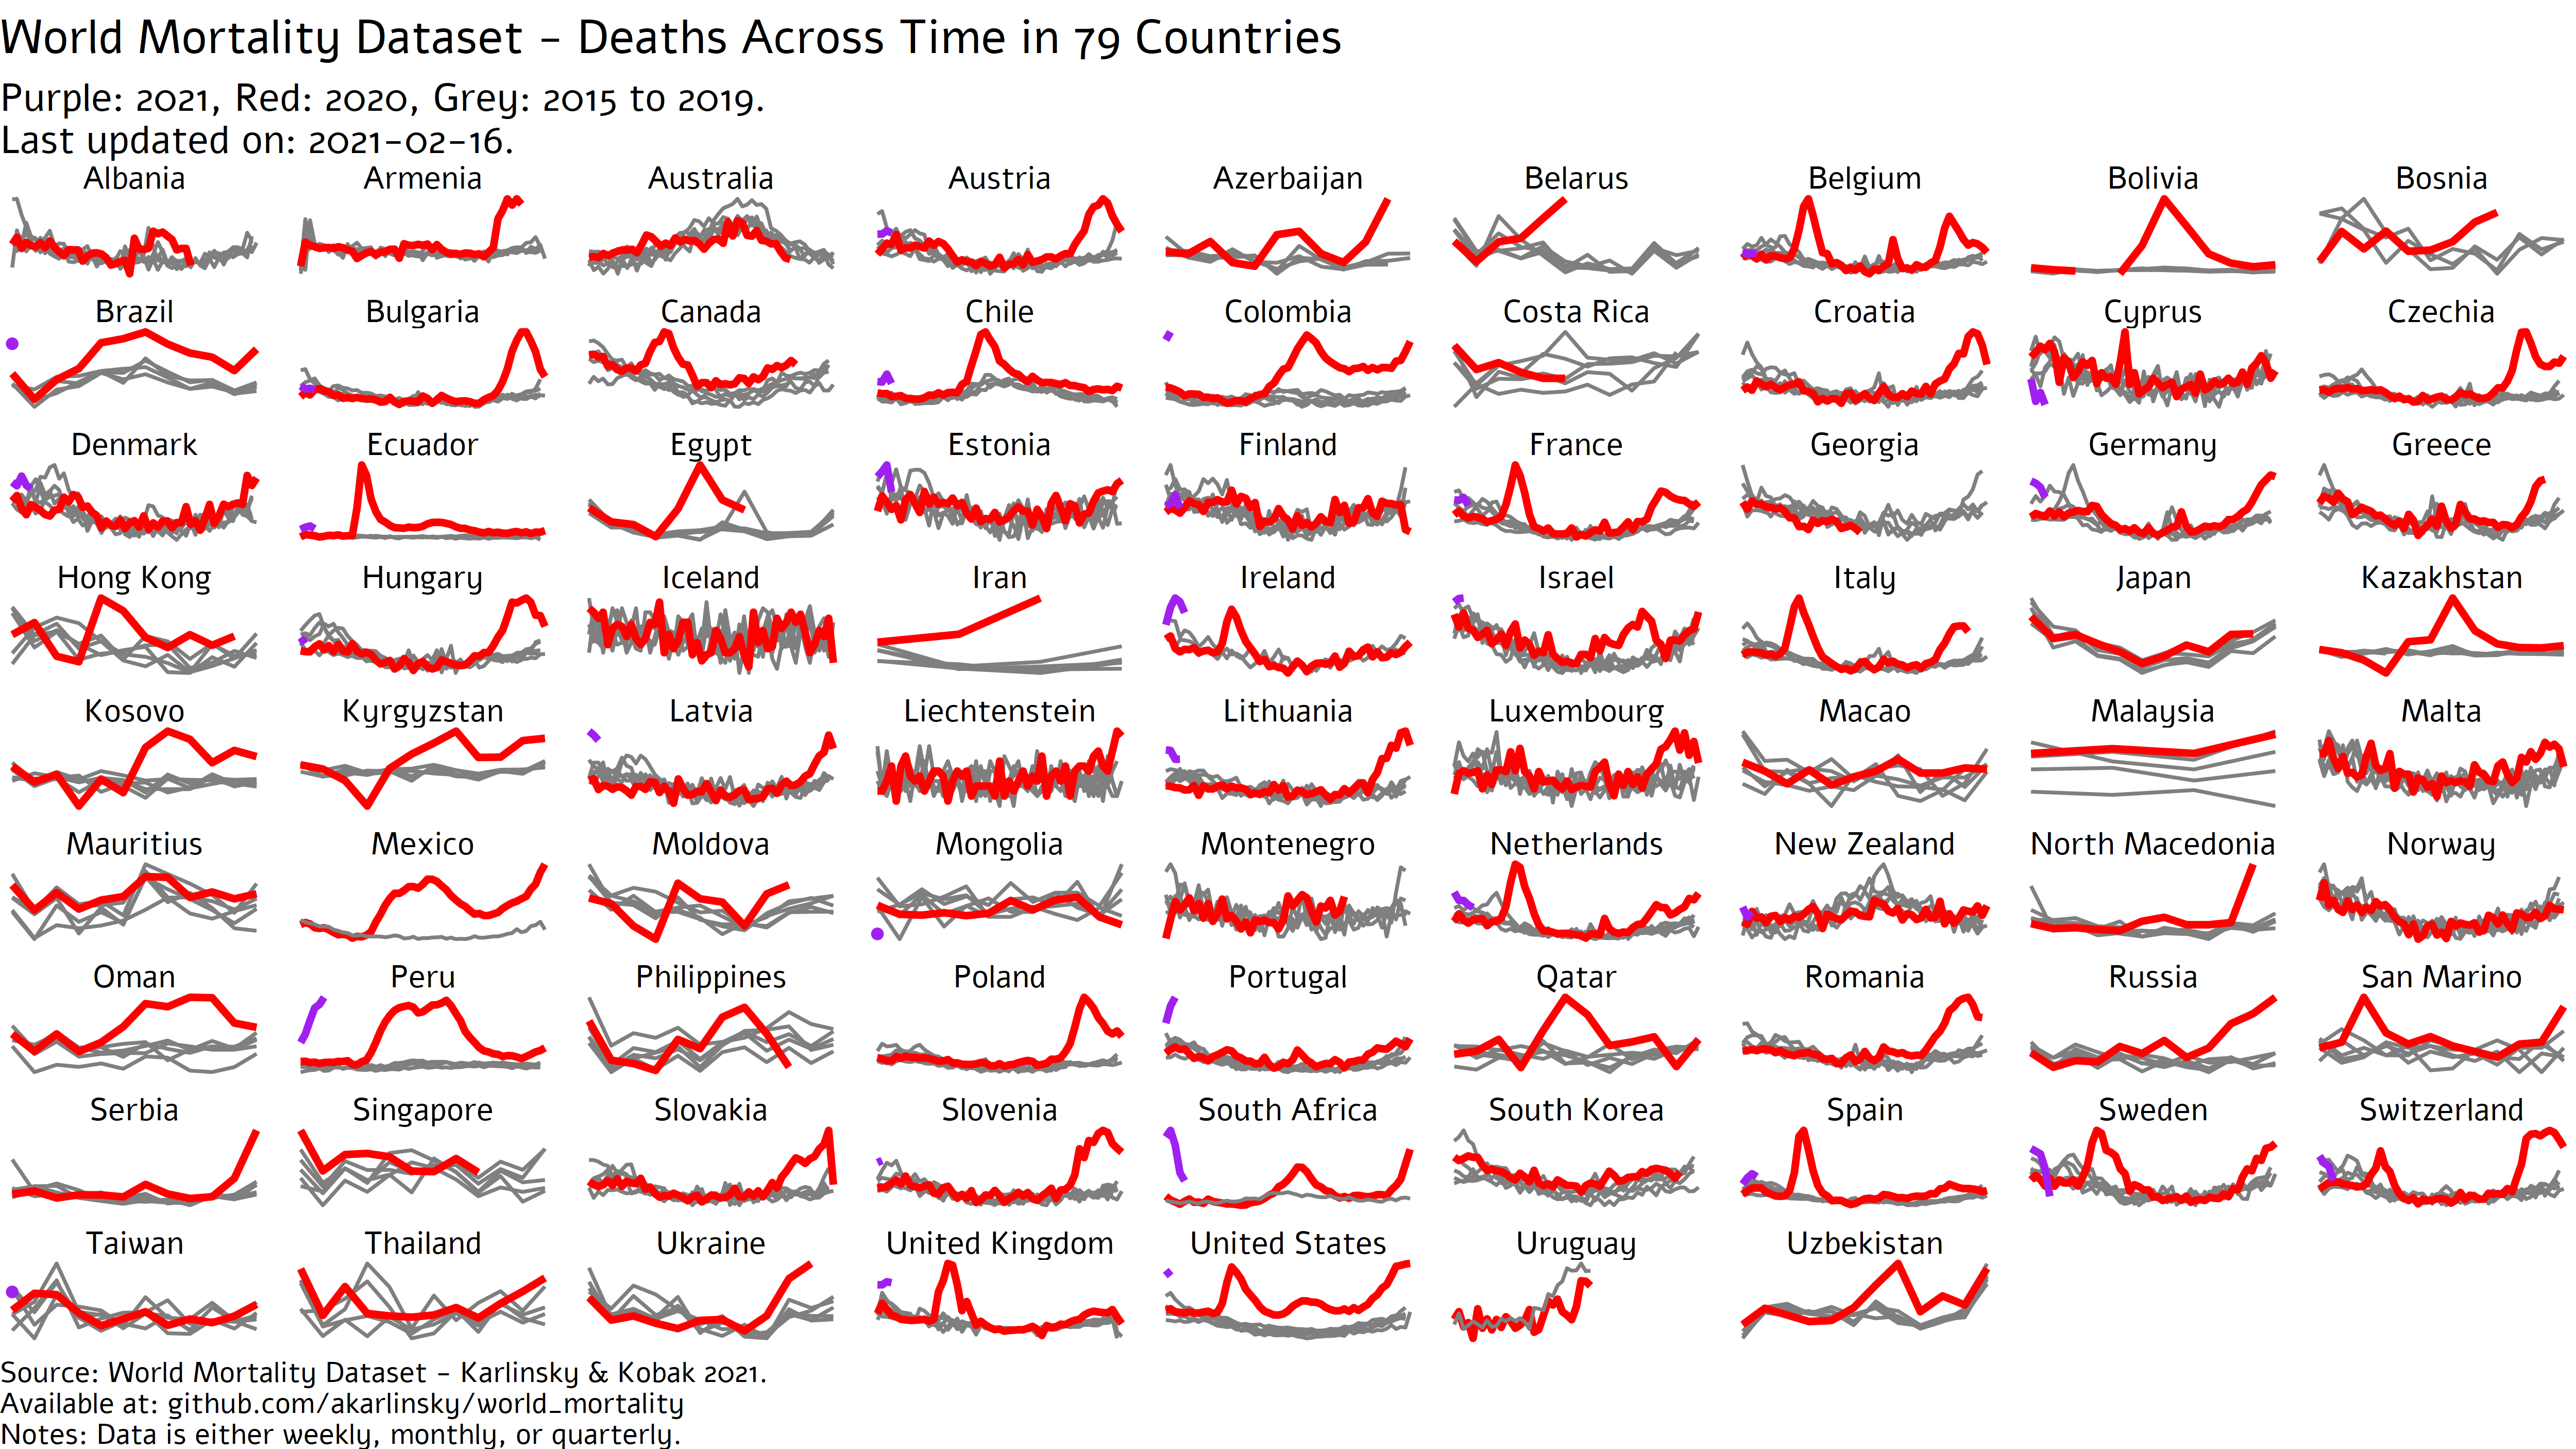 World Mortality Dataset - Deaths Across Time in 79 Countries
Purple: 2021, Red: 2020, Grey: 2015 to 2019.
Last updated on: 2021-02-16.
Albania Armenia Australia Austria Azerbaijan Belarus Belgium Bolivia Bosnia
Brazil Bulgaria Canada Chile Colombia Costa Rica Croatia Cyprus Czechia
Denmark Ecuador Egypt Estonia Finland France Georgia Germany Greece
Hong Kong Hungary Iceland Iran Ireland Israel Italy Japan Kazakhstan
Kosovo Kyrgyzstan Latvia Liechtenstein Lithuania Luxembourg Macao Malaysia Malta
Mauritius Mexico Moldova Mongolia Montenegro Netherlands New Zealand North Macedonia Norway
Oman Peru Philippines Poland Portugal Qatar Romania Russia San Marino
Serbia Singapore Slovakia Slovenia South Africa South Korea Spain Sweden Switzerland
Taiwan Thailand Ukraine United Kingdom United States Uruguay Uzbekistan
Source: World Mortality Dataset - Karlinsky & Kobak 2021.
Available at: github.com/akarlinsky/world_mortality
Notes: Data is either weekly, monthly, or quarterly.